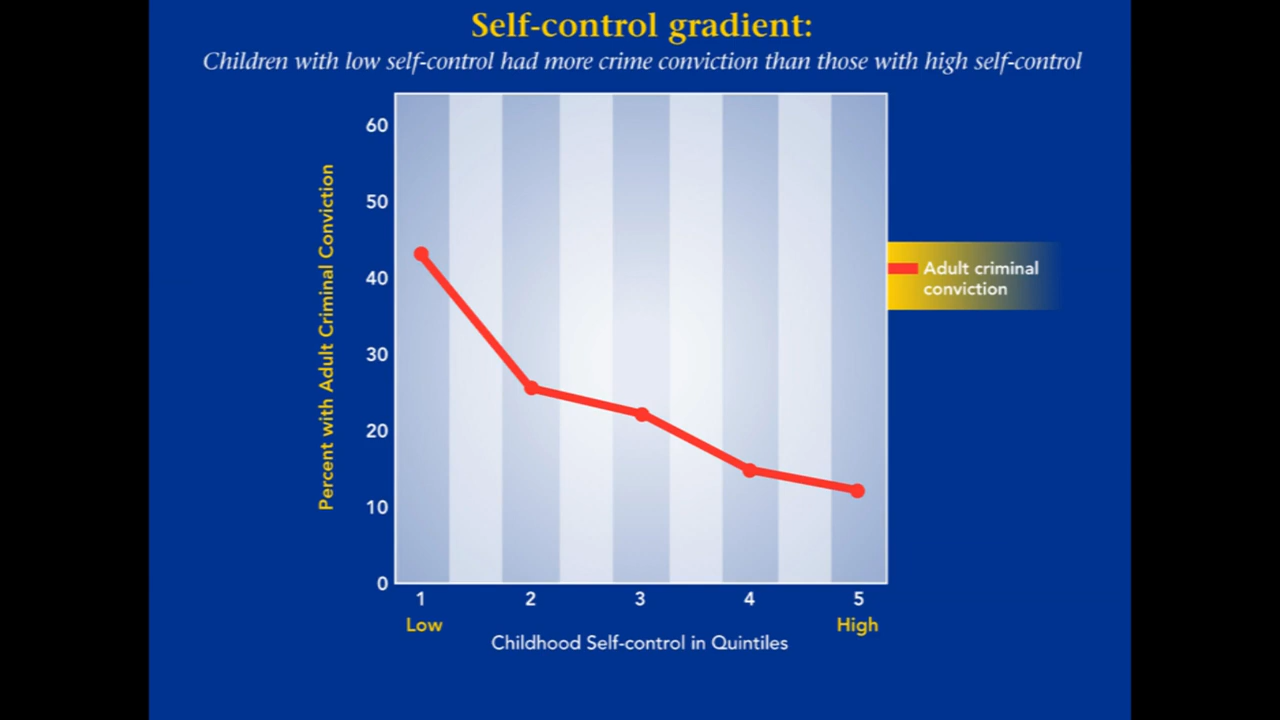 Self-control gradient:
Children with low self-control had more crime conviction than those with high self-control
Percent with Adult Criminal Conviction
60
50
40
30
20
10
0
1
2
3
4
5
Low
High
Childhood Self-control in Quintiles
Adult criminal
conviction